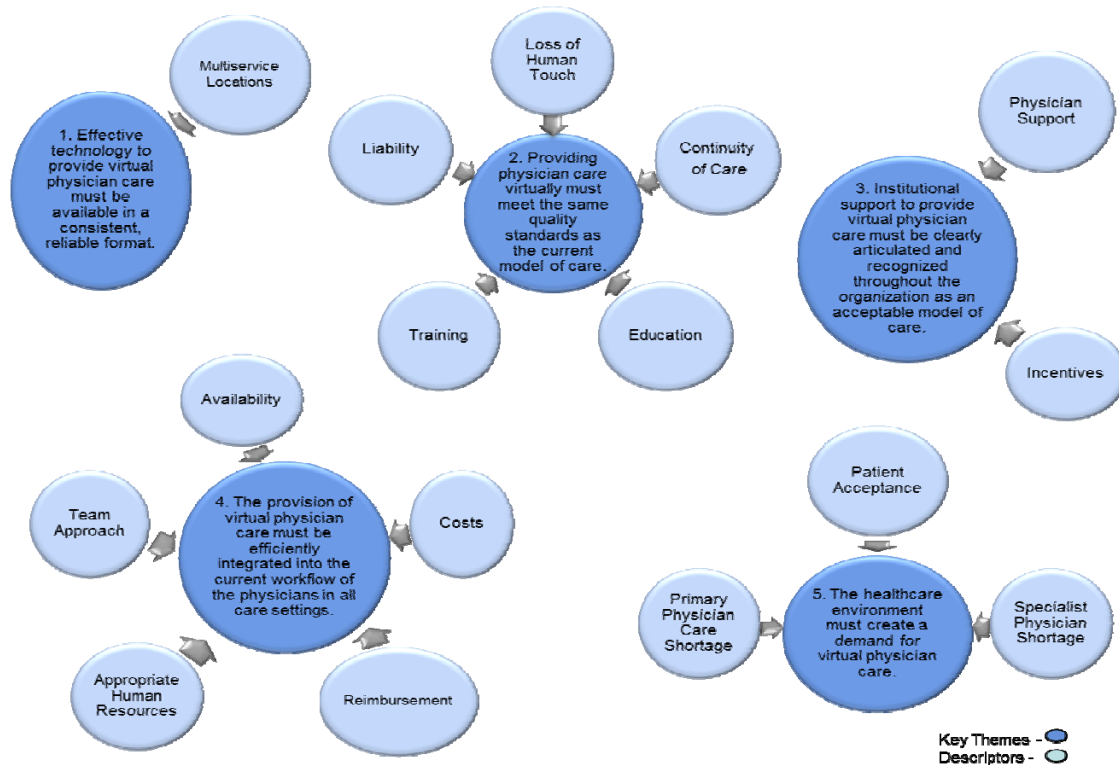 Multiservice
Locations
1. Effective
technology to
provide virtual
physician care
must be
available in a
consistent,
reliable format.
Loss of
Human
Touch
Liability
Continuity
of Care
2. Providing
physician care
virtually must
meet the same
quality
standards as
the current
model of care.
Training
Education
Physician
Support
3. Institutional
support to provide
virtual physician
care must be clearly
articulated and
recognized
throughout the
organization as an
acceptable model of
care.
Incentives
Availability
Team
Approach
4. The provision of
virtual physician
care must be
efficiently
integrated into the
current workflow of
the physicians in all
care settings.
Costs
Appropriate
Human
Resources
Reimbursement
Patient
Acceptance
Primary
Physician
Care
Shortage
5. The healthcare
environment
must create a
demand for
virtual physician
care.
Specialist
Physician
Shortage
Key Themes -
Descriptors -